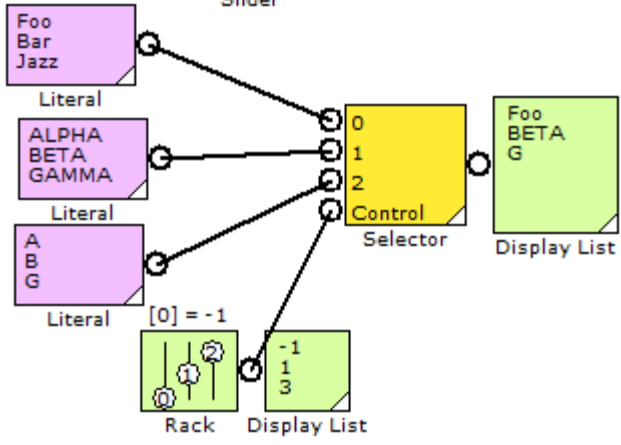 Slider
Foo
Bar
Jazz
Literal
ALPHA
BETA
GAMMA
Literal
A
B
G
Literal
0
1
2
Control
Selector
Foo
BETA
G
Display List
[0] = -1
0
1
2
Rack
-1
1
3
Display List